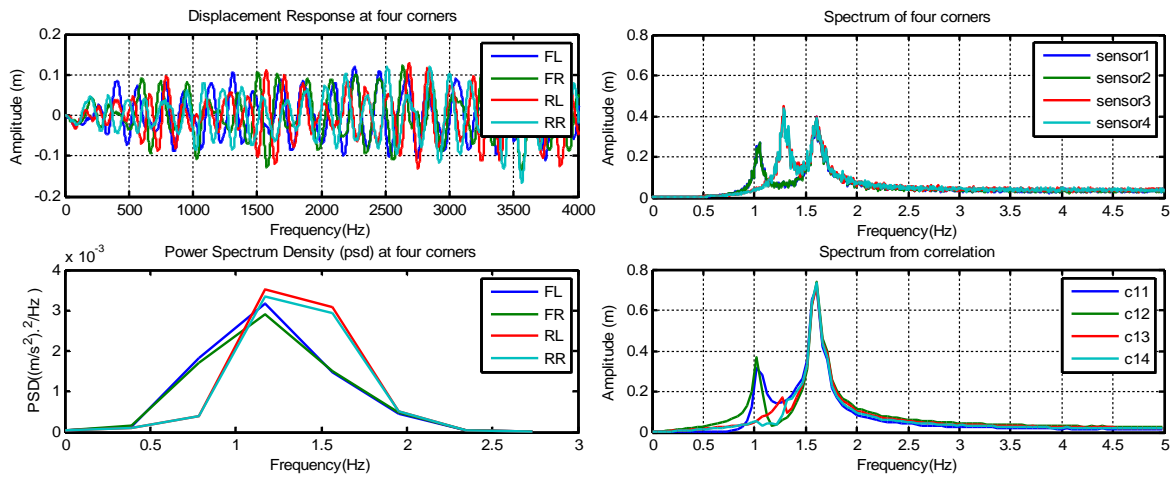 Displacement Response at four corners
Amplitude (m)
0.2
0.1
0
-0.1
-0.2
0 500 1000 1500 2000 2500 3000 3500 4000
Frequency(Hz)
FL
FR
RL
RR
Spectrum of four corners
Amplitude (m)
0.8
0.6
0.4
0.2
0
0 0.5 1 1.5 2 2.5 3 3.5 4 4.5 5
Frequency(Hz)
sensor1
sensor2
sensor3
sensor4
Power Spectrum Density (psd) at four corners
x 10^-3
PSD((m/s²).²/Hz )
4
3
2
1
0
0 0.5 1 1.5 2 2.5 3
Frequency(Hz)
FL
FR
RL
RR
Spectrum from correlation
Amplitude (m)
0.8
0.6
0.4
0.2
0
0 0.5 1 1.5 2 2.5 3 3.5 4 4.5 5
Frequency(Hz)
c11
c12
c13
c14